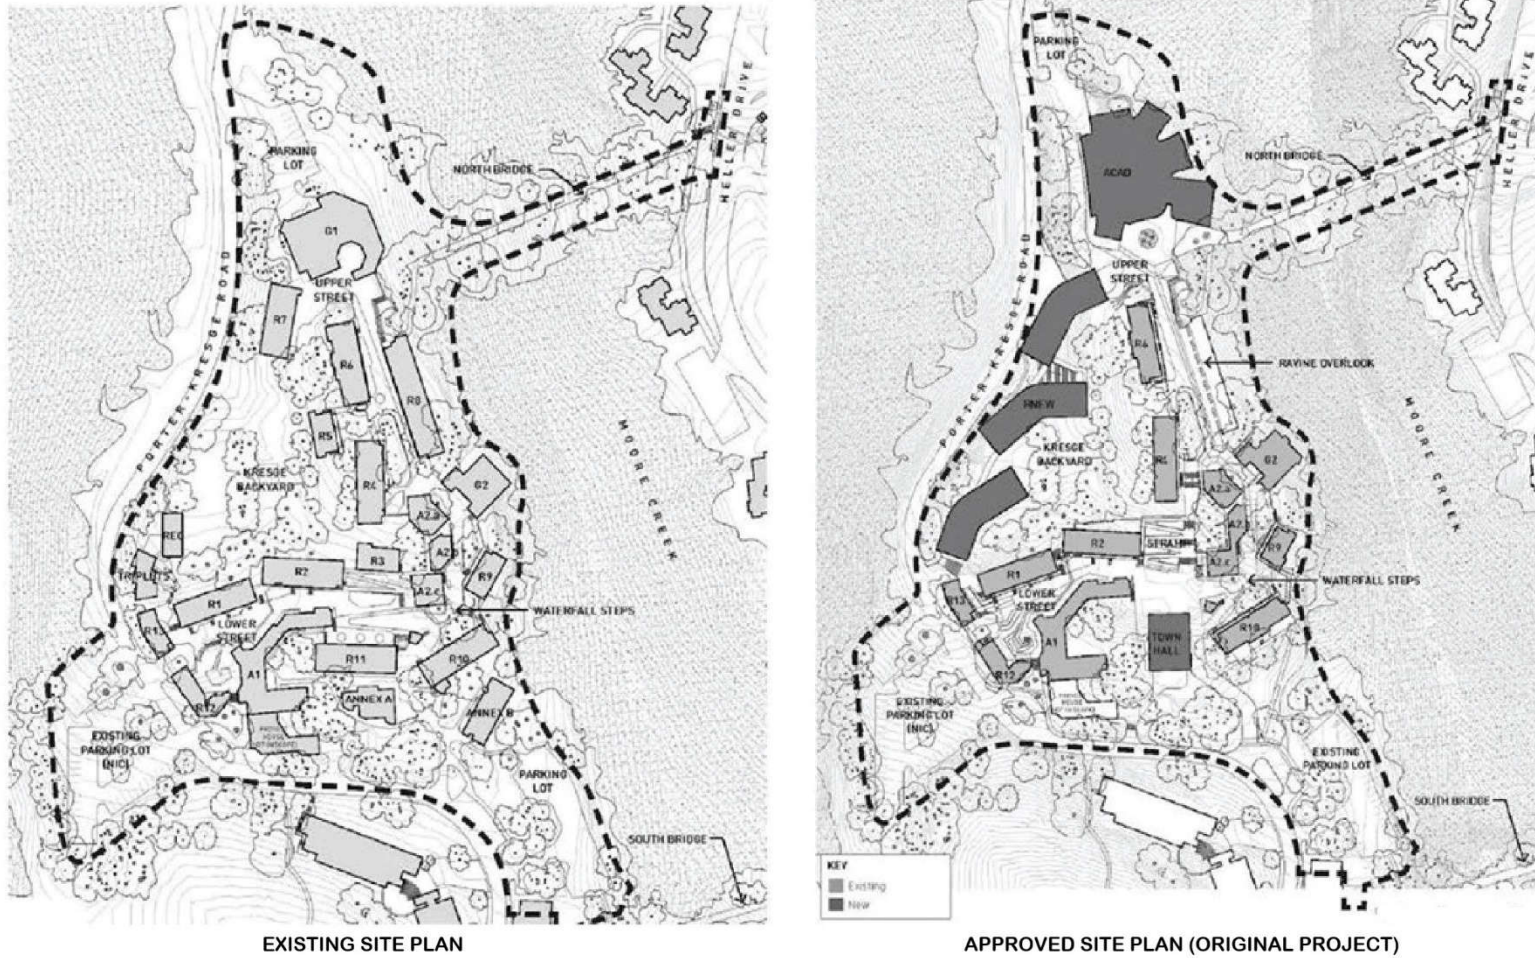 PARKING
LOT
NORTH BRIDGE
HELLER DRIVE
G1
UPPER
STREET
PORTER-KRESGE ROAD
R7
R6
R8
R5
KRESGE
BACKYARD
R4
G2
A2.a
MOORE CREEK
REC
A2.b
R3
TRIPLETS
R2
R9
A2.c
R1
WATERFALL STEPS
LOWER
STREET
R13
R11
R10
A1
R12
ANNEX A
ANNEX B
EXISTING
PARKING LOT
(NIC)
PARKING
LOT
SOUTH BRIDGE
EXISTING SITE PLAN
PARKING
LOT
ACAD
NORTH BRIDGE
HELLER DRIVE
UPPER
STREET
PORTER KRESGE ROAD
R6
RAVINE OVERLOOK
RNEW
KRESGE
BACKYARD
R4
G2
A2.a
MOORE CREEK
R2
R9
A2.c
R1
WATERFALL STEPS
LOWER
STREET
R13
R10
A1
TOWN
HALL
R12
EXISTING
PARKING LOT
(NIC)
EXISTING
PARKING LOT
SOUTH BRIDGE
KEY
Existing
New
APPROVED SITE PLAN (ORIGINAL PROJECT)